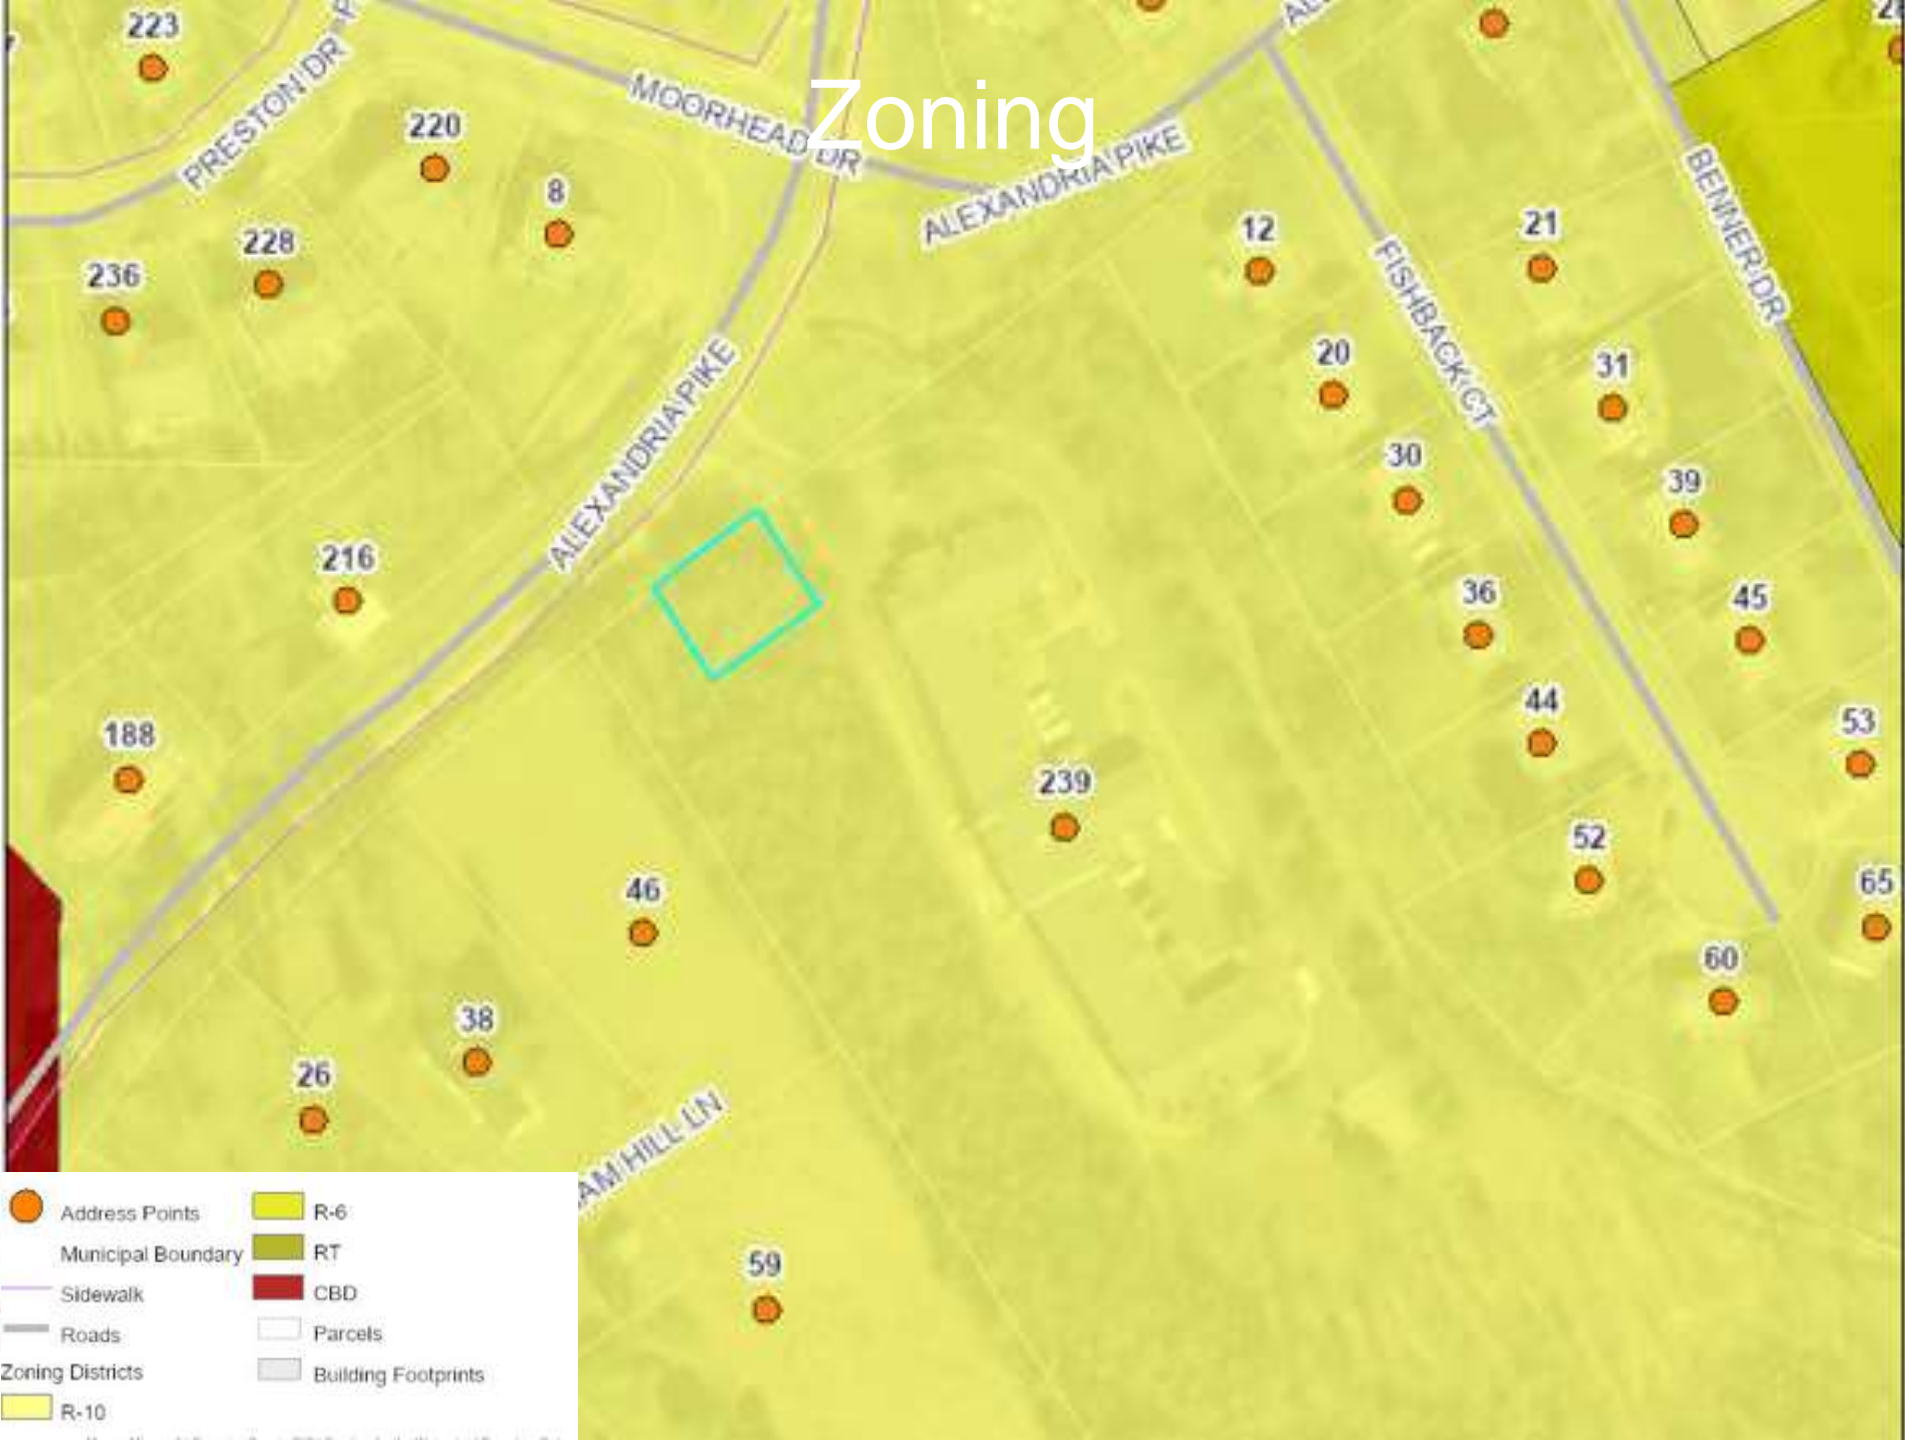 Zoning
223
PRESTON DR
MOORHEAD DR
220
8
228
236
ALEXANDRIA PIKE
12
21
BENNER DR
FISHBACK CT
20
31
ALEXANDRIA PIKE
30
39
216
36
45
44
53
188
239
52
46
65
60
38
26
59
HILL LN
Address Points
Municipal Boundary
Sidewalk
Roads
Zoning Districts
R-10
R-6
RT
CBD
Parcels
Building Footprints